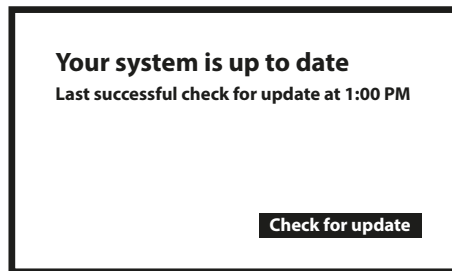 Your system is up to date
Last successful check for update at 1:00 PM
Check for update